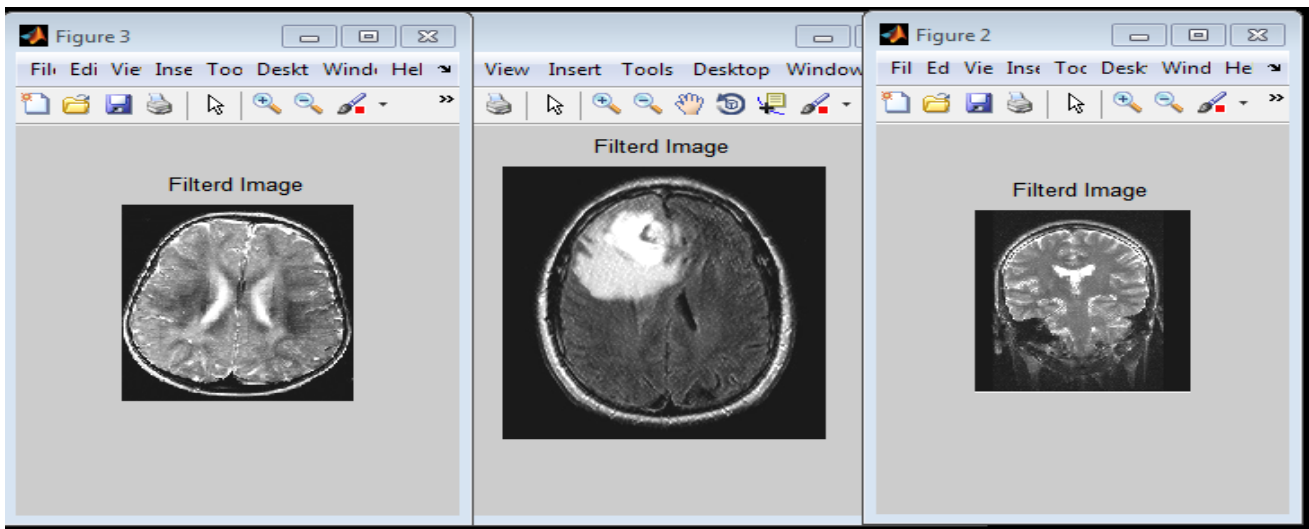 Figure 3
Fil Edi Vie Inse Too Deskt Wind Hel
Filterd Image
View Insert Tools Desktop Window
Filterd Image
Figure 2
Fil Ed Vie Inse Toc Desk Wind He
Filterd Image